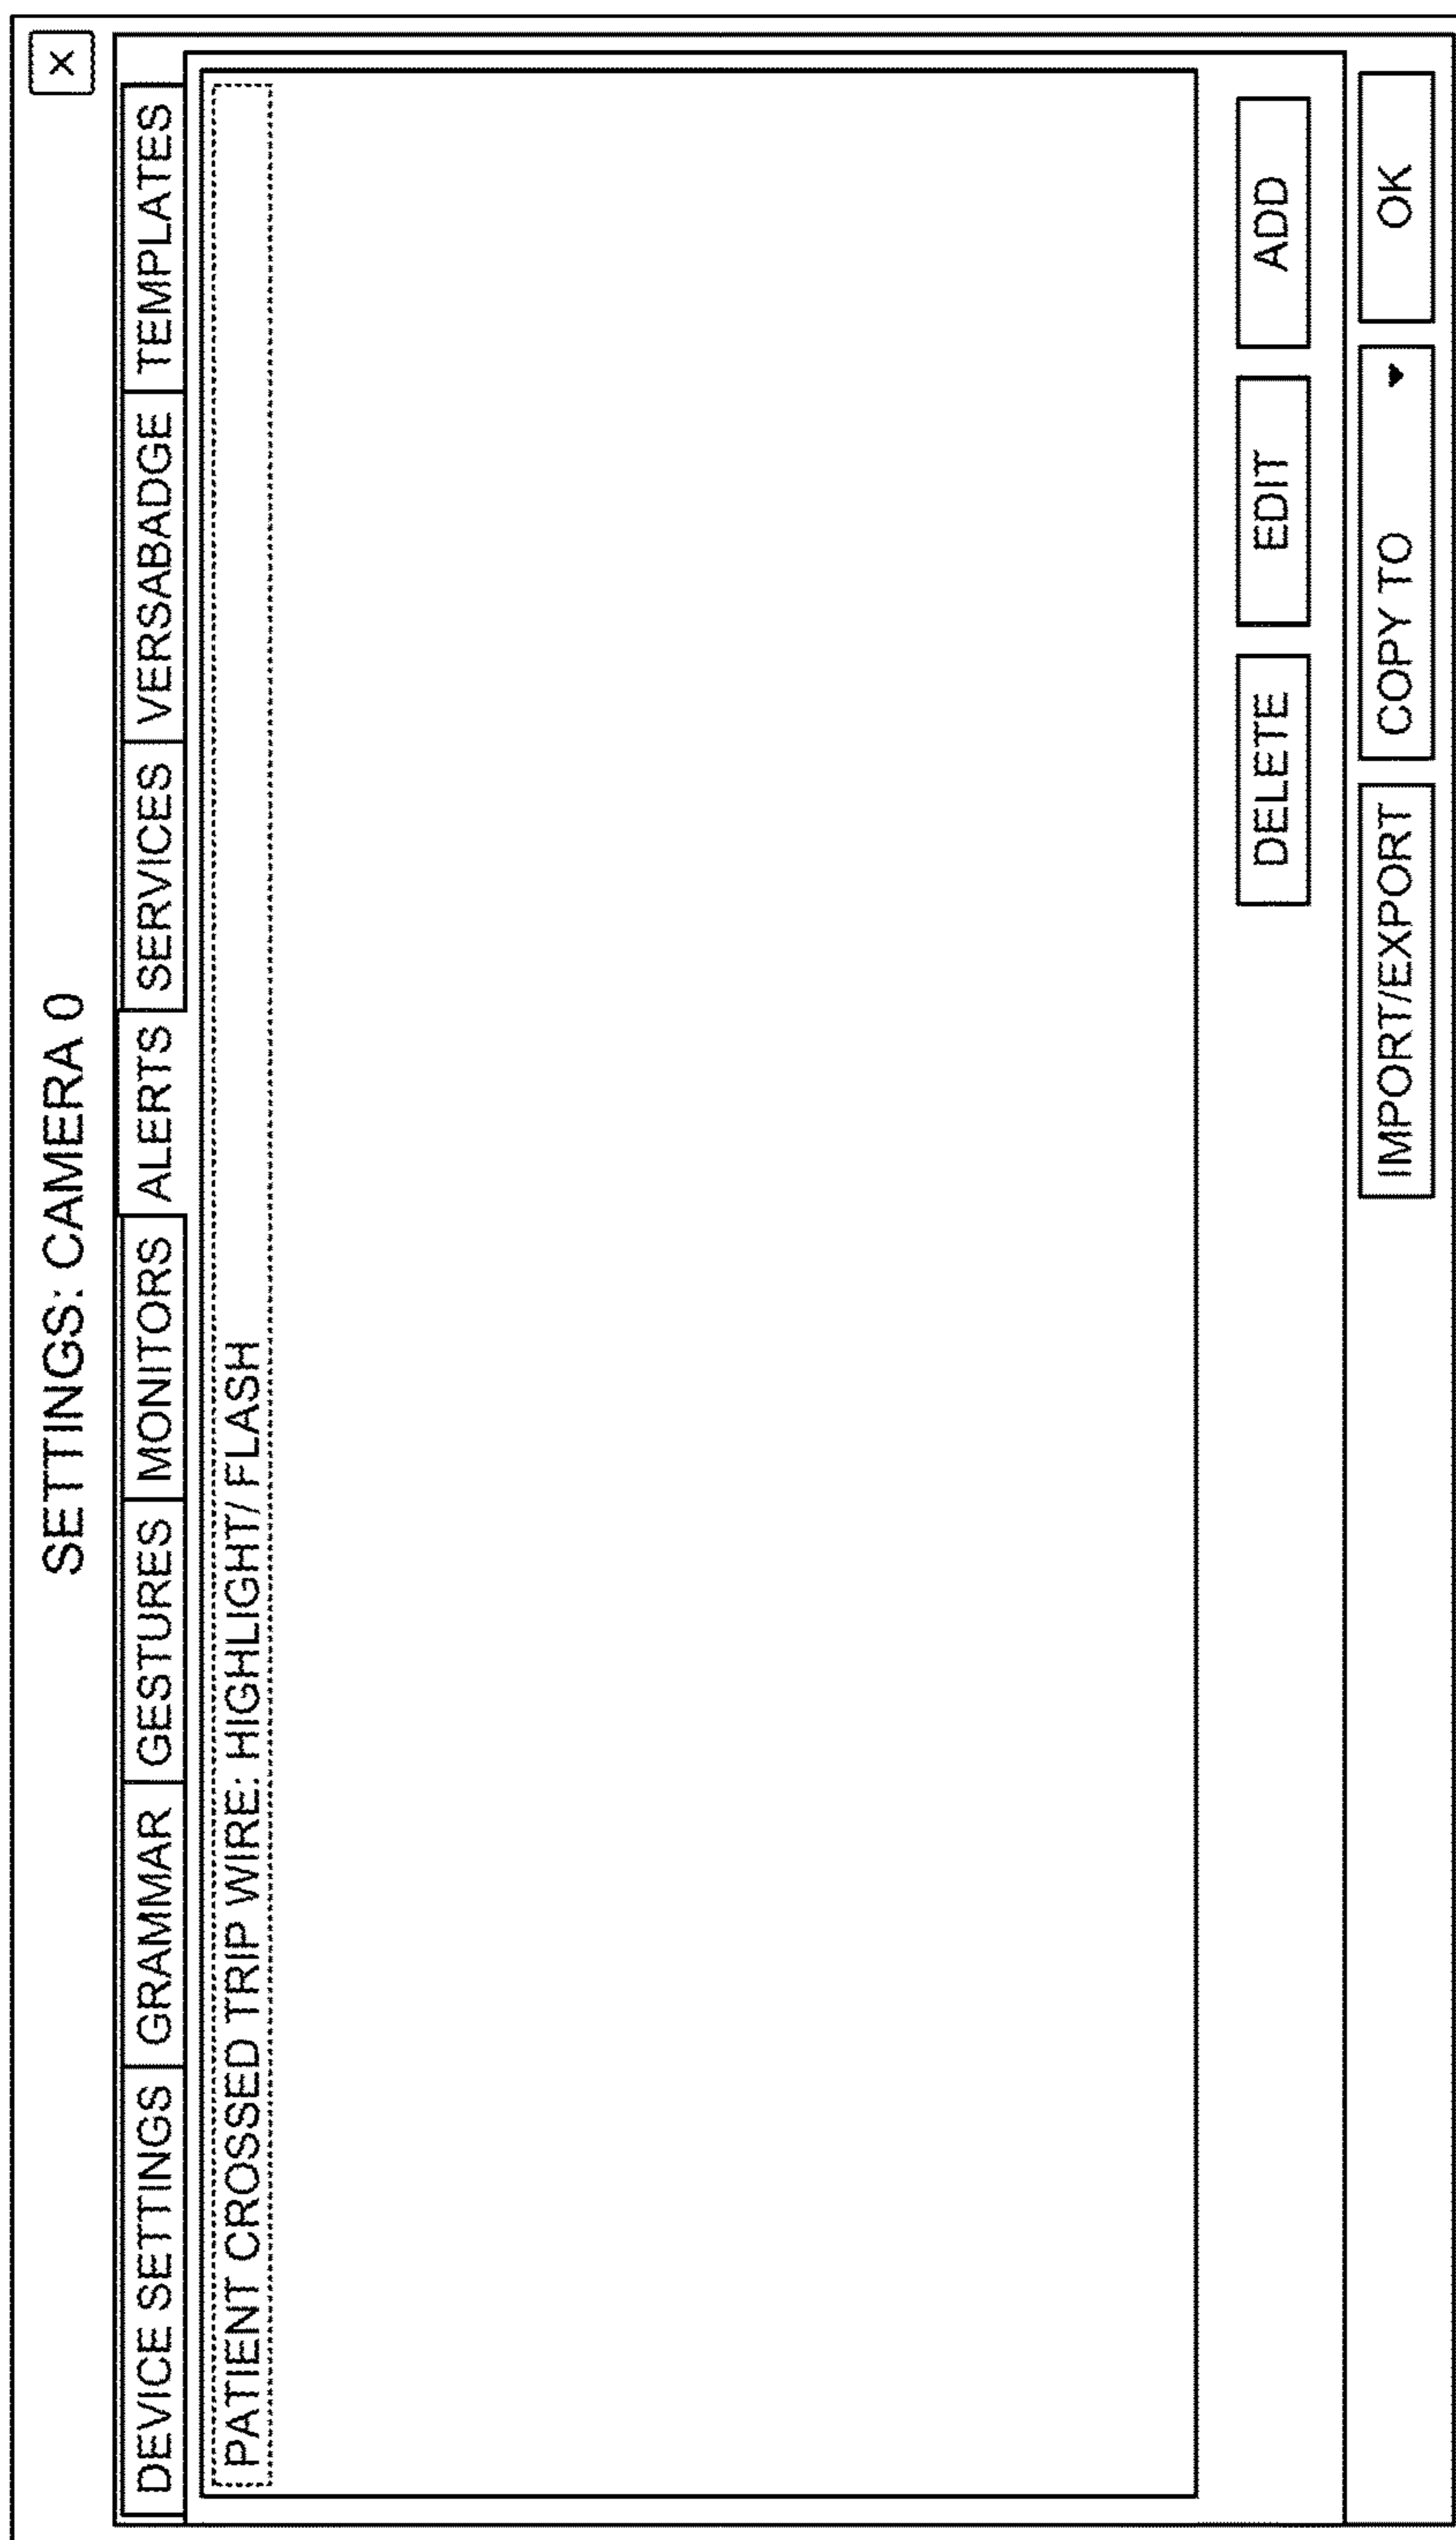 SETTINGS: CAMERA 0
X
DEVICE SETTINGS GRAMMAR GESTURES MONITORS ALERTS SERVICES VERSABADGE TEMPLATES
PATIENT CROSSED TRIP WIRE: HIGHLIGHT/ FLASH
DELETE EDIT ADD
IMPORT/EXPORT COPY TO OK